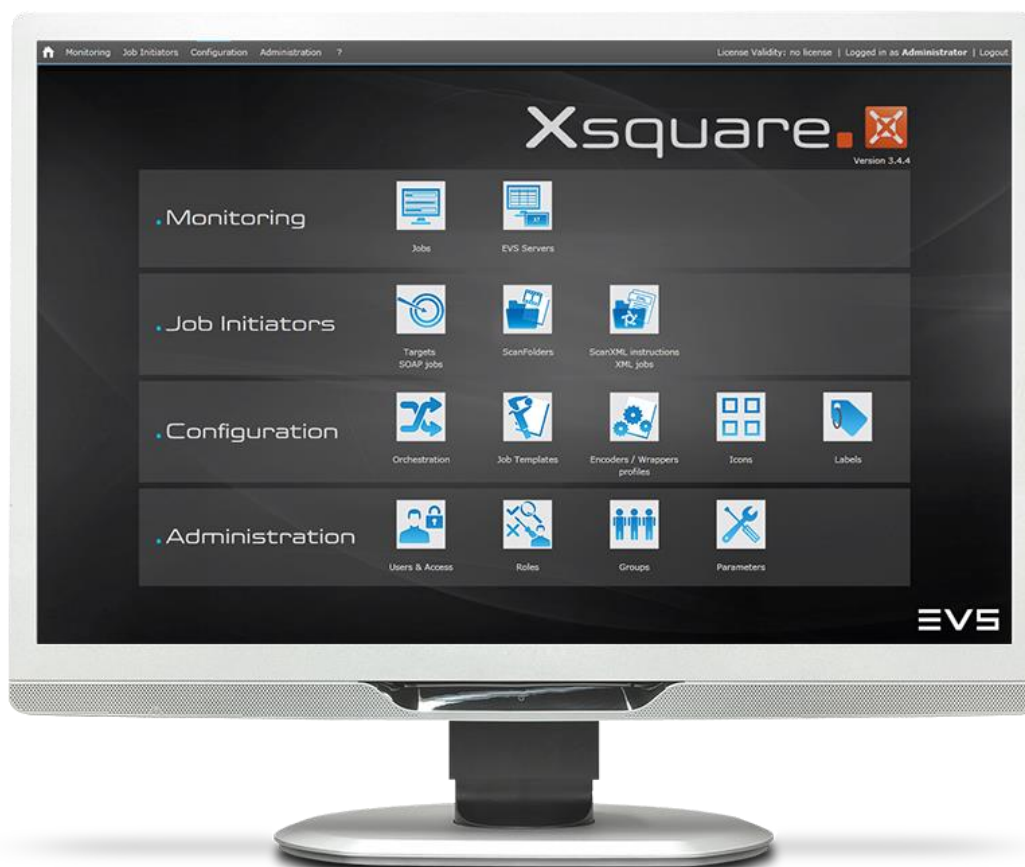 Monitoring Job Initiators Configuration Administration ?
License Validity: no license | Logged in as Administrator | Logout
Xsquare.
Version 3.4.4
.Monitoring
Jobs
EVS Servers
.Job Initiators
Targets
SOAP jobs
ScanFolders
ScanXML instructions
XML jobs
.Configuration
Orchestration
Job Templates
Encoders / Wrappers
profiles
Icons
Labels
.Administration
Users & Access
Roles
Groups
Parameters
EVS